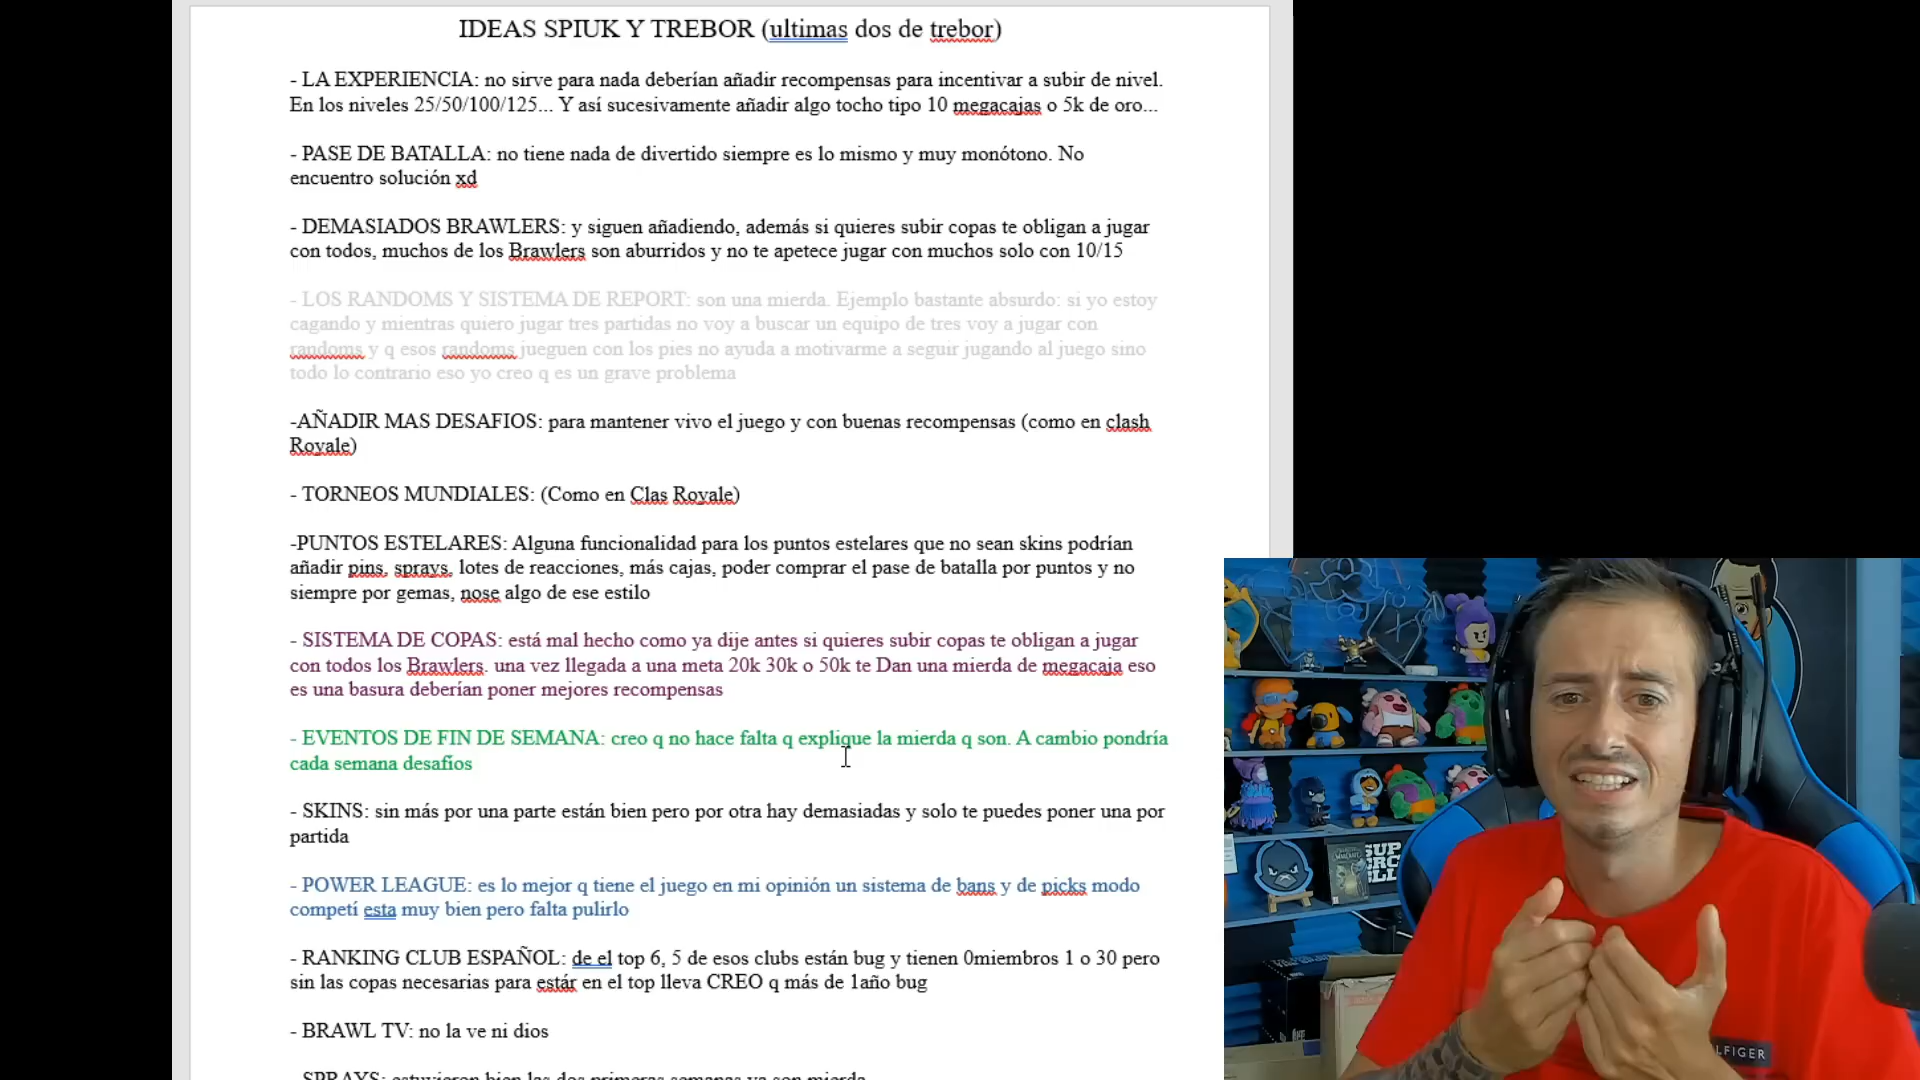 IDEAS SPIUK Y TREBOR (ultimas dos de trebor)
- LA EXPERIENCIA: no sirve para nada deberían añadir recompensas para incentivar a subir de nivel.
En los niveles 25/50/100/125... Y así sucesivamente añadir algo tocho tipo 10 megacajas o 5k de oro...
- PASE DE BATALLA: no tiene nada de divertido siempre es lo mismo y muy monótono. No
encuentro solución xd
- DEMASIADOS BRAWLERS: y siguen añadiendo, además si quieres subir copas te obligan a jugar
con todos, muchos de los Brawlers son aburridos y no te apetece jugar con muchos solo con 10/15
- LOS RANDOMS Y SISTEMA DE REPORT: son una mierda. Ejemplo bastante absurdo: si yo estoy
cagando y mientras quiero jugar tres partidas no voy a buscar un equipo de tres voy a jugar con
randoms y q esos randoms jueguen con los pies no ayuda a motivarme a seguir jugando al juego sino
todo lo contrario eso yo creo q es un grave problema
-AÑADIR MAS DESAFIOS: para mantener vivo el juego y con buenas recompensas (como en clash
Royale)
- TORNEOS MUNDIALES: (Como en Clas Royale)
-PUNTOS ESTELARES: Alguna funcionalidad para los puntos estelares que no sean skins podrían
añadir pins, sprays, lotes de reacciones, más cajas, poder comprar el pase de batalla por puntos y no
siempre por gemas, nose algo de ese estilo
- SISTEMA DE COPAS: está mal hecho como ya dije antes si quieres subir copas te obligan a jugar
con todos los Brawlers. una vez llegada a una meta 20k 30k o 50k te Dan una mierda de megacaja eso
es una basura deberían poner mejores recompensas
- EVENTOS DE FIN DE SEMANA: creo q no hace falta q explique la mierda q son. A cambio pondría
cada semana desafíos
- SKINS: sin más por una parte están bien pero por otra hay demasiadas y solo te puedes poner una por
partida
- POWER LEAGUE: es lo mejor q tiene el juego en mi opinión un sistema de bans y de picks modo
competí esta muy bien pero falta pulirlo
- RANKING CLUB ESPAÑOL: de el top 6, 5 de esos clubs están bug y tienen 0miembros 1 o 30 pero
sin las copas necesarias para estár en el top lleva CREO q más de 1año bug
- BRAWL TV: no la ve ni dios
- SPRAYS: estuvieron bien las dos primeras semanas ya son mierda
LFIGER